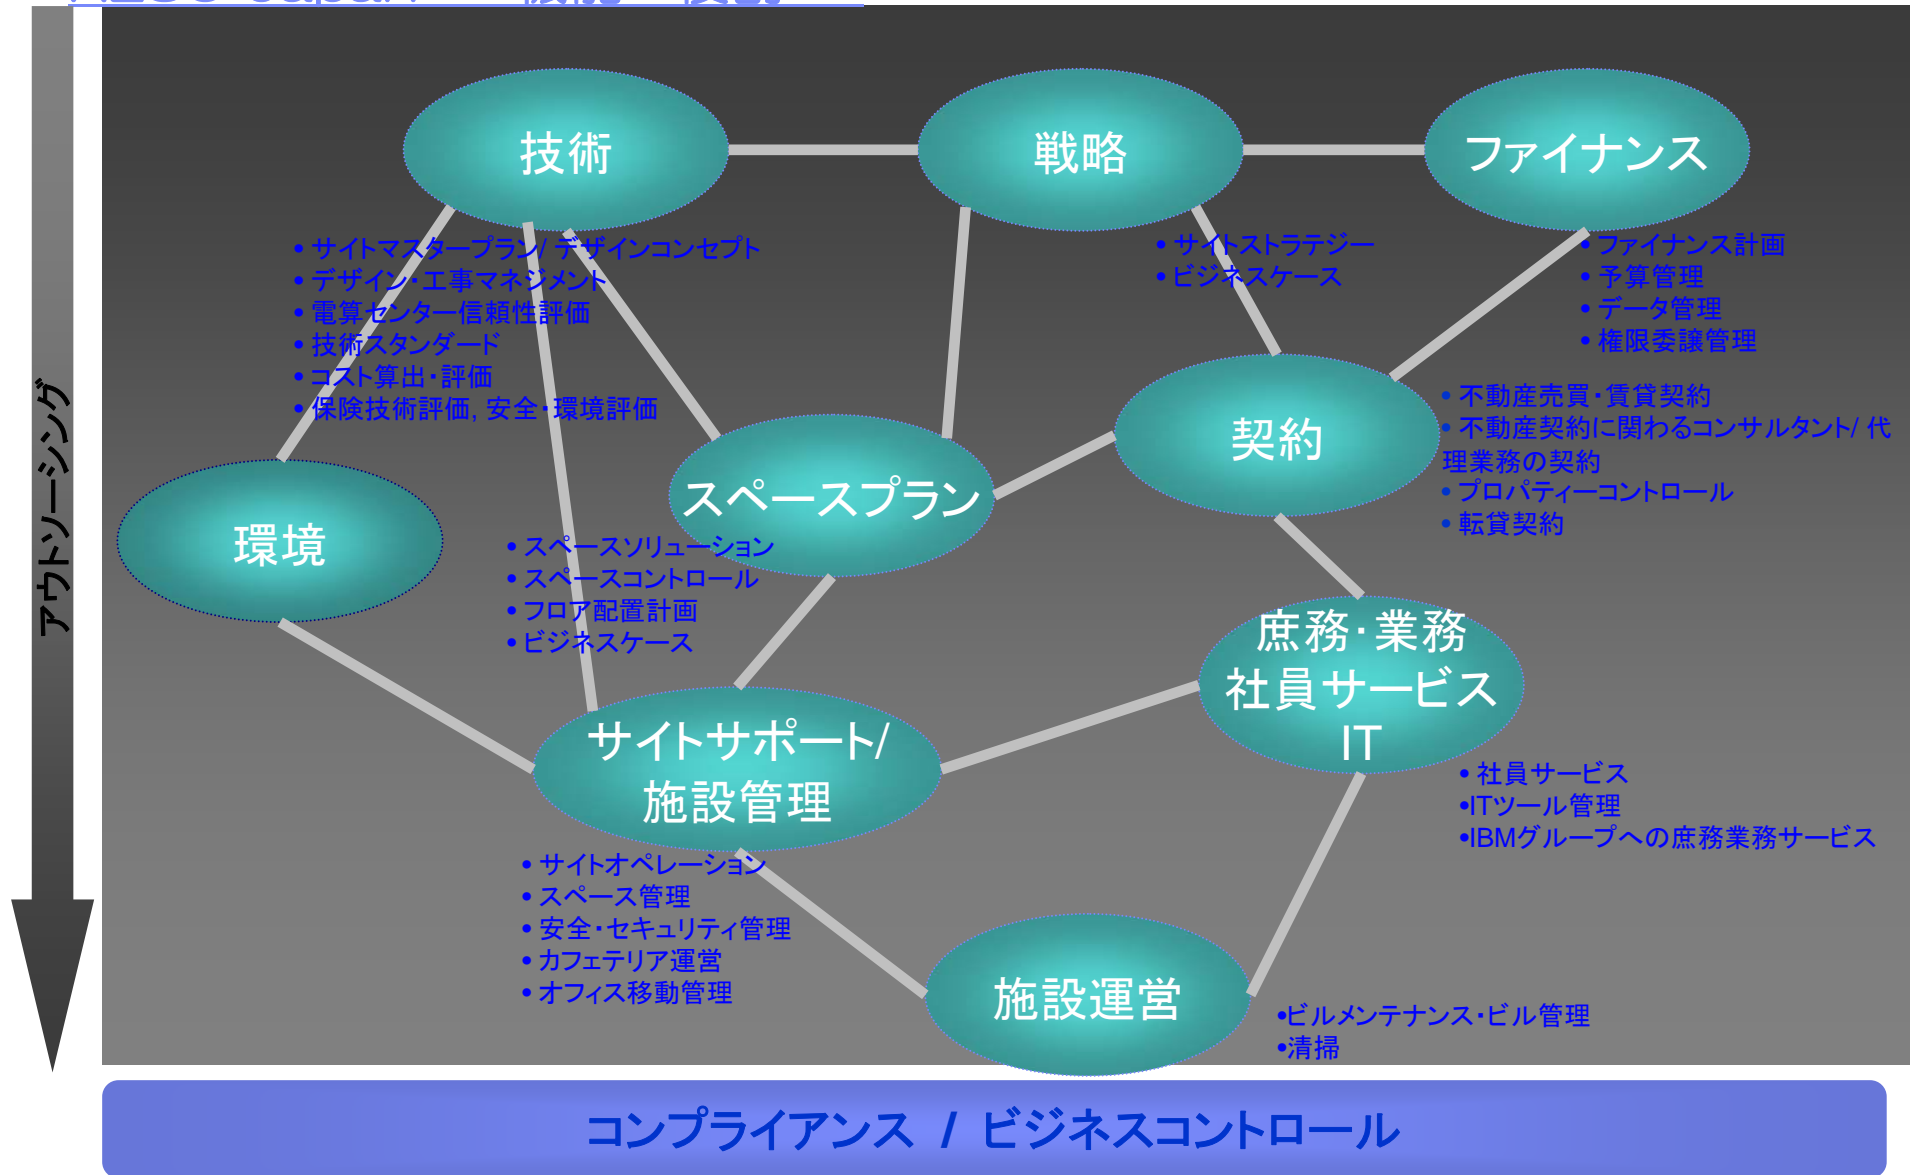 技術
戦略
ファイナンス
• サイトマスタープラン/ デザインコンセプト
• デザイン・工事マネジメント
• 電算センター信頼性評価
• 技術スタンダード
• コスト算出・評価
• 保険技術評価, 安全・環境評価
• サイトストラテジー
• ビジネスケース
• ファイナンス計画
• 予算管理
• データ管理
• 権限委譲管理
契約
• 不動産売買・賃貸契約
• 不動産契約に関わるコンサルタント/ 代
理業務の契約
• プロパティーコントロール
• 転貸契約
アウトソーシング
環境
スペースプラン
• スペースソリューション
• スペースコントロール
• フロア配置計画
• ビジネスケース
庶務・業務
社員サービス
IT
• 社員サービス
•ITツール管理
•IBMグループへの庶務業務サービス
サイトサポート/
施設管理
• サイトオペレーション
• スペース管理
• 安全・セキュリティ管理
• カフェテリア運営
• オフィス移動管理
施設運営
•ビルメンテナンス・ビル管理
•清掃
コンプライアンス / ビジネスコントロール